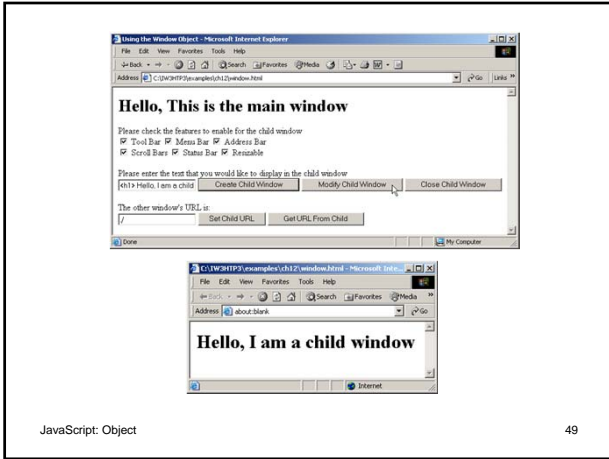 Using the Window Object - Microsoft Internet Explorer
File Edit View Favorites Tools Help
Back Search Favorites Media
Address C:\IW3HTP3\examples\ch12\window.html Go Links »
Hello, This is the main window
Please check the features to enable for the child window
Tool Bar Menu Bar Address Bar
Scroll Bars Status Bar Resizable
Please enter the text that you would like to display in the child window
<h1> Hello, I am a child Create Child Window Modify Child Window Close Child Window
The other window's URL is:
/ Set Child URL Get URL From Child
Done My Computer
C:\IW3HTP3\examples\ch12\window.html - Microsoft Inte...
File Edit View Favorites Tools Help
Back Search Favorites Media »
Address about:blank Go
Hello, I am a child window
Internet
JavaScript: Object 49